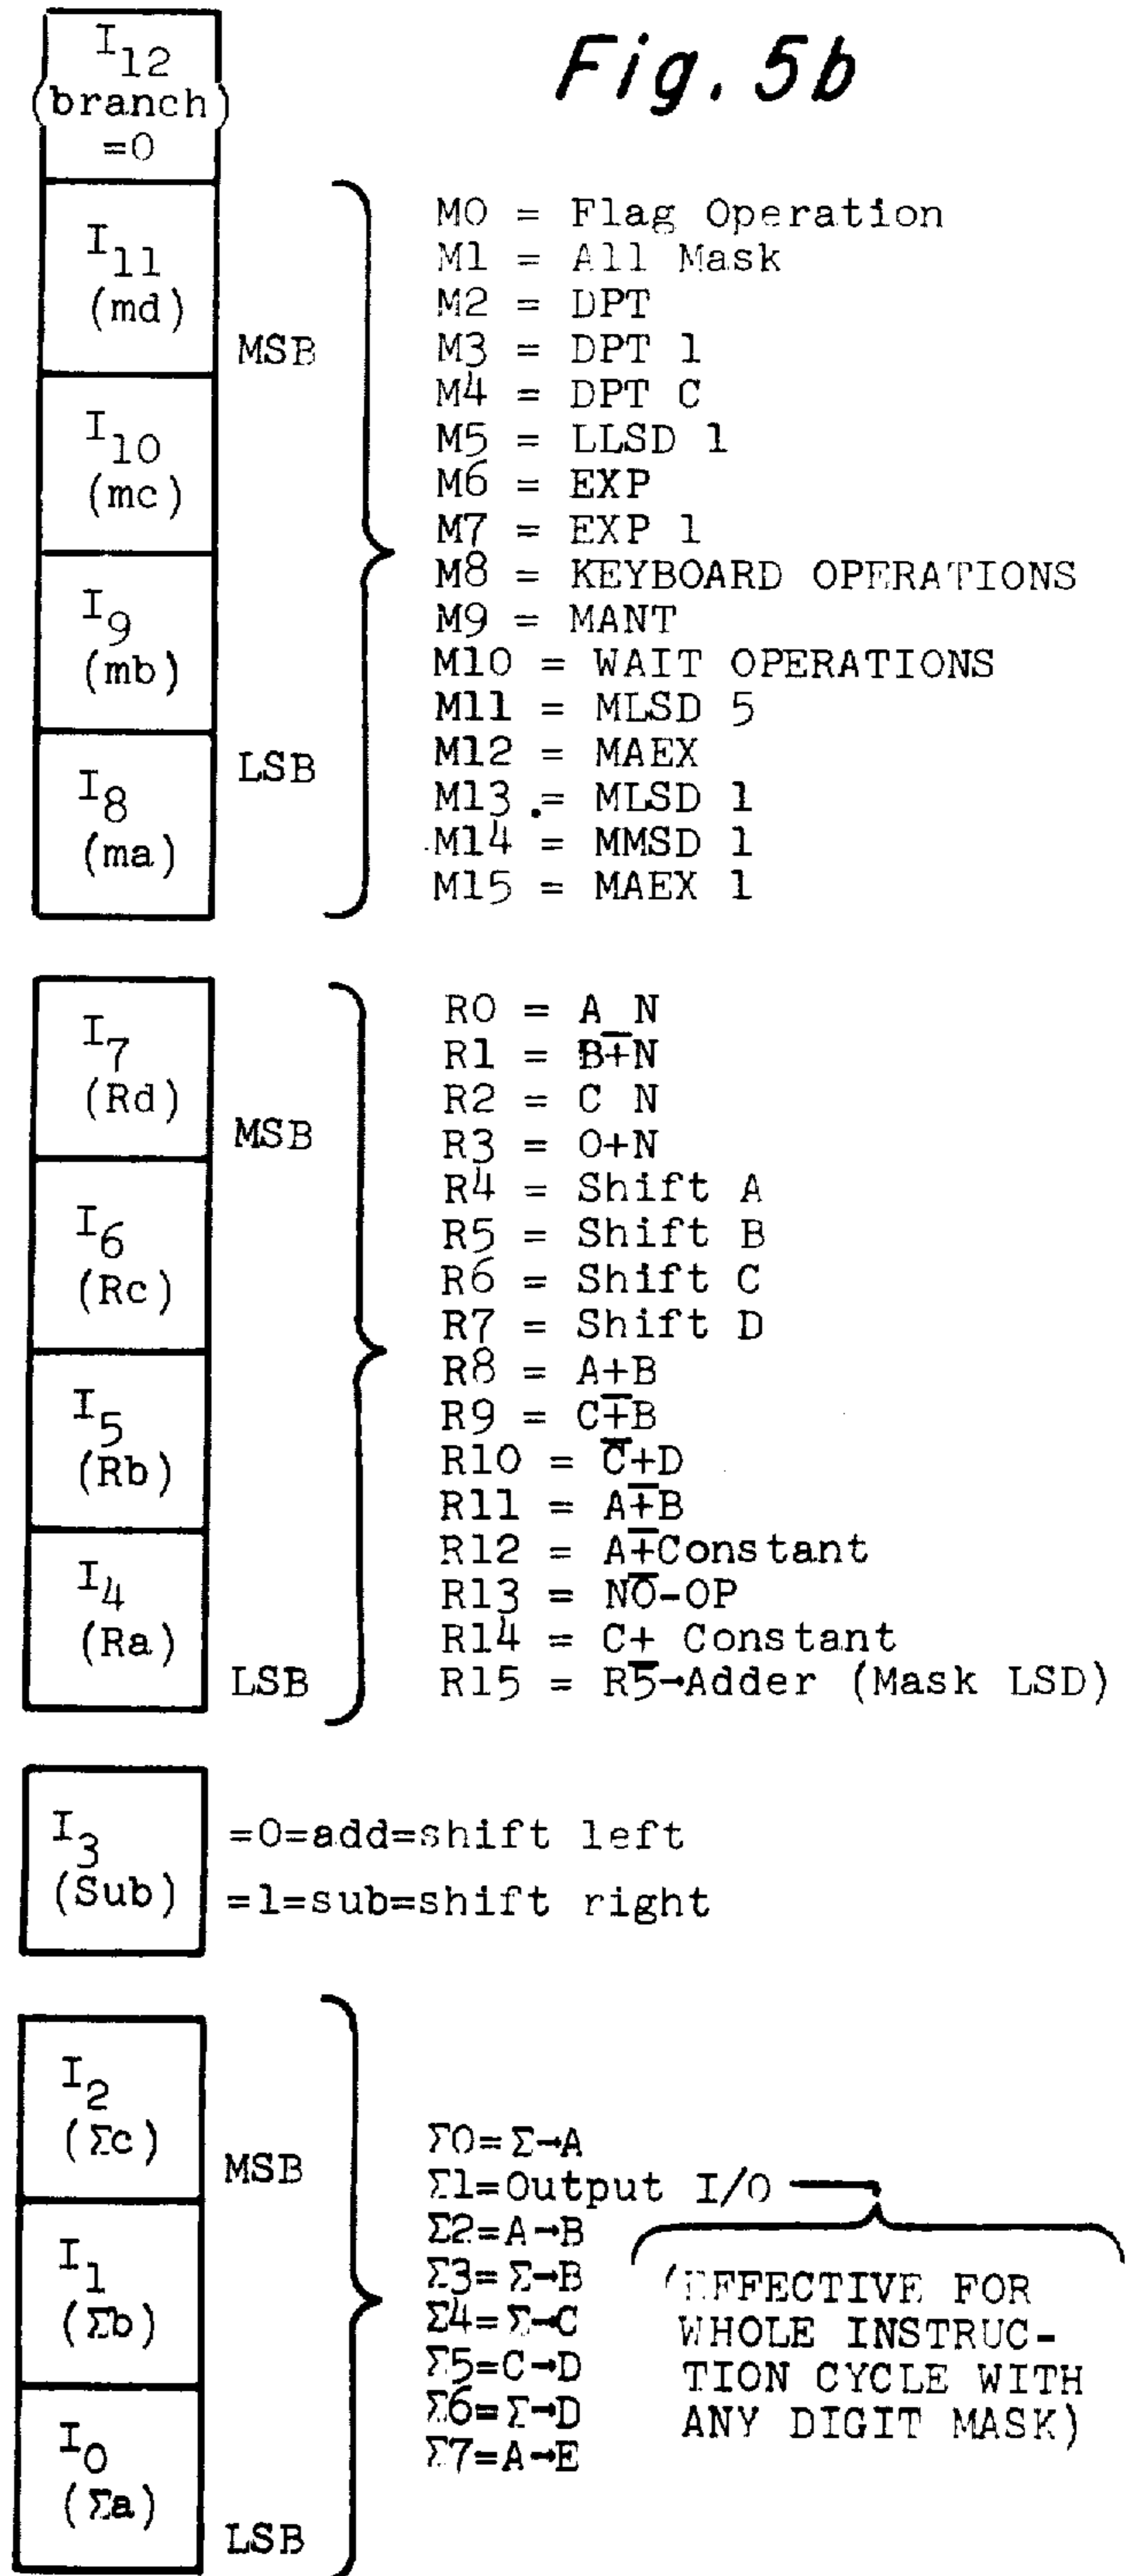 Fig. 5b
I12
(branch)
=0
I11
(md)
MSB
I10
(mc)
I9
(mb)
I8
(ma)
LSB
M0 = Flag Operation
M1 = All Mask
M2 = DPT
M3 = DPT 1
M4 = DPT C
M5 = LLSD 1
M6 = EXP
M7 = EXP 1
M8 = KEYBOARD OPERATIONS
M9 = MANT
M10 = WAIT OPERATIONS
M11 = MLSD 5
M12 = MAEX
M13 = MLSD 1
M14 = MMSD 1
M15 = MAEX 1
I7
(Rd)
MSB
I6
(Rc)
I5
(Rb)
I4
(Ra)
LSB
R0 = A N
R1 = B∓N
R2 = C N
R3 = 0+N
R4 = Shift A
R5 = Shift B
R6 = Shift C
R7 = Shift D
R8 = A+B
R9 = C∓B
R10 = C+D
R11 = A∓B
R12 = A∓Constant
R13 = NO-OP
R14 = C+ Constant
R15 = R5→Adder (Mask LSD)
I3
(Sub)
=0=add=shift left
=1=sub=shift right
I2
(Σc)
MSB
I1
(Σb)
I0
(Σa)
LSB
Σ0=Σ→A
Σ1=Output I/O
Σ2=A→B
Σ3=Σ→B
Σ4=Σ→C
Σ5=C→D
Σ6=Σ→D
Σ7=A→E
(EFFECTIVE FOR
WHOLE INSTRUC-
TION CYCLE WITH
ANY DIGIT MASK)